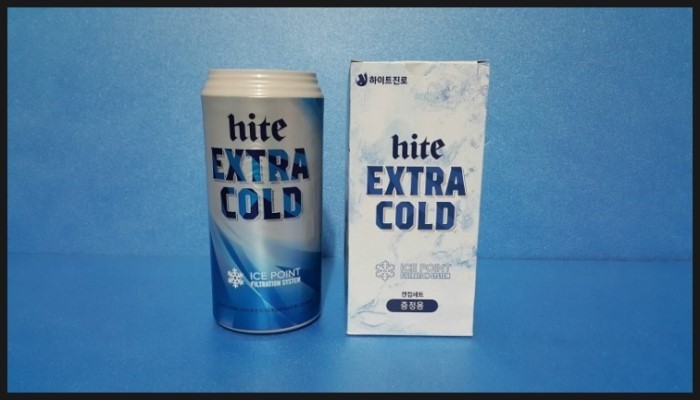 hite
EXTRA
COLD
ICE POINT
FILTRATION SYSTEM
하이트진로
hite
EXTRA
COLD
ICE POINT
FILTRATION SYSTEM
캔컵세트
증정용